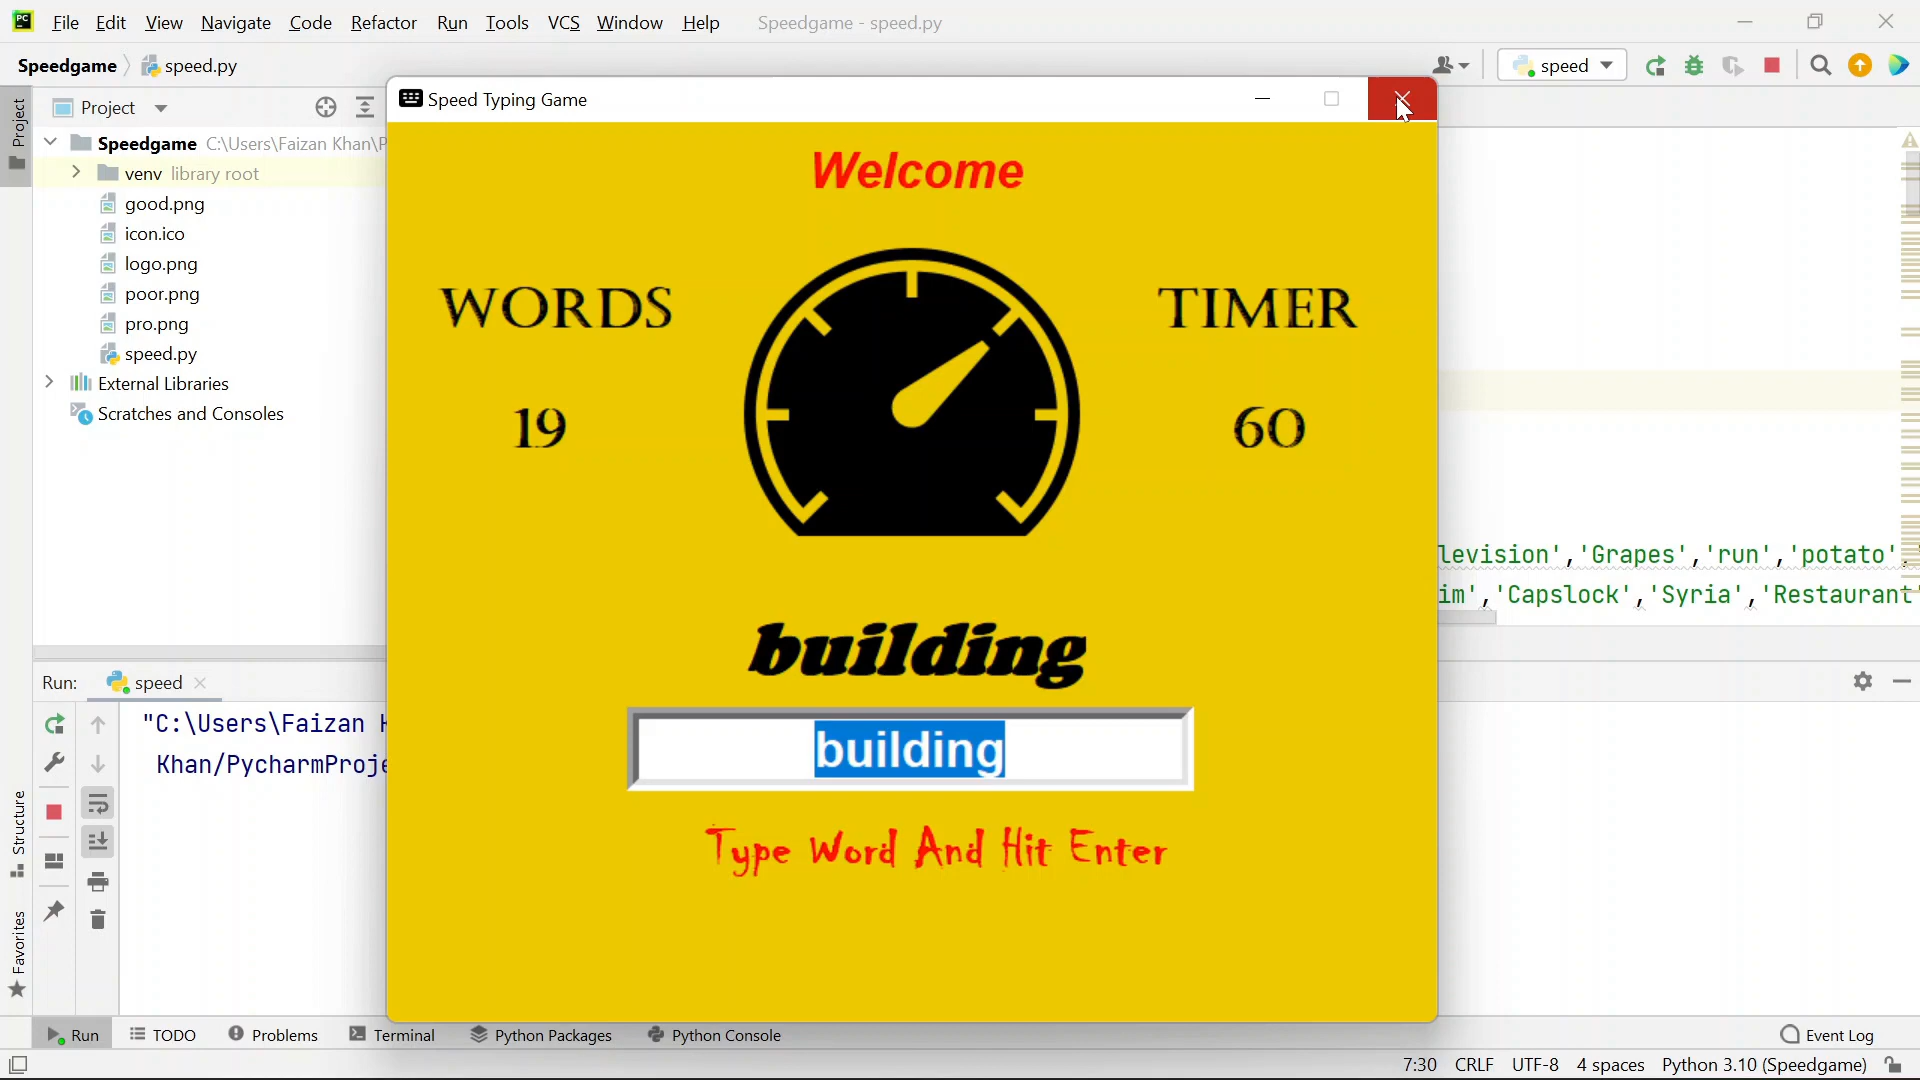 File Edit View Navigate Code Refactor Run Tools VCS Window Help Speedgame - speed.py
Speedgame speed.py
speed
Project
Project
Speedgame C:\Users\Faizan Khan\P
venv library root
good.png
icon.ico
logo.png
poor.png
pro.png
speed.py
External Libraries
Scratches and Consoles
Speed Typing Game
Welcome
WORDS
TIMER
19
60
building
building
Type Word And Hit Enter
levision','Grapes','run','potato'
im','Capslock','Syria','Restaurant'
Run: speed
"C:\Users\Faizan K
Khan/PycharmProje
Structure
Favorites
Run TODO Problems Terminal Python Packages Python Console Event Log
7:30 CRLF UTF-8 4 spaces Python 3.10 (Speedgame)